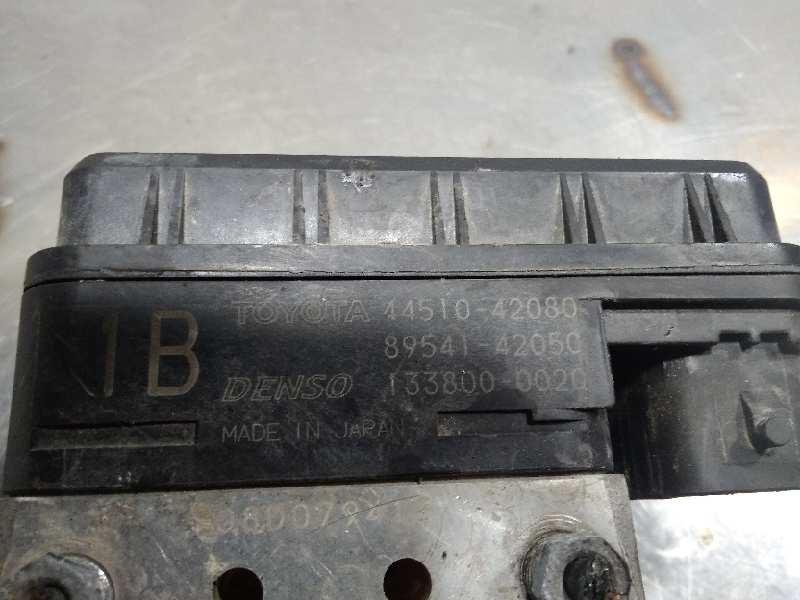 1B
TOYOTA 44510-42080
89541-42050
DENSO 133800-0020
MADE IN JAPAN